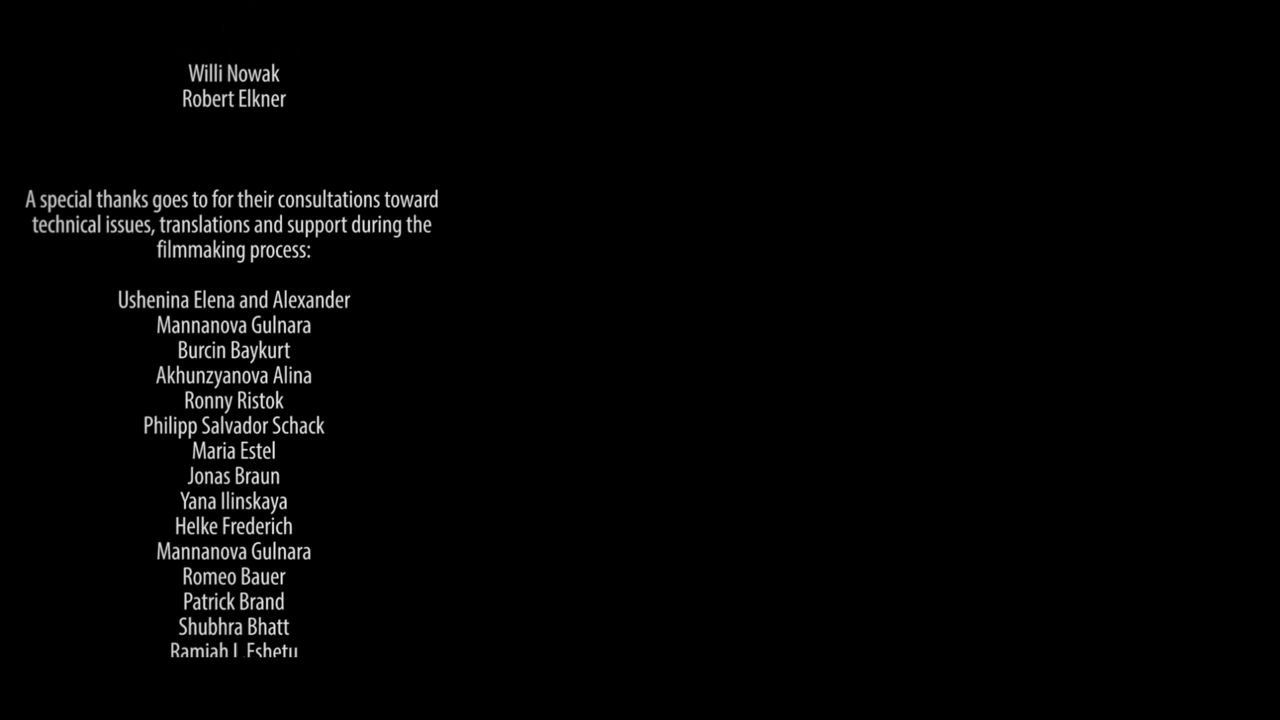 Willi Nowak
Robert Elkner
A special thanks goes to for their consultations toward
technical issues, translations and support during the
filmmaking process:
Ushenina Elena and Alexander
Mannanova Gulnara
Burcin Baykurt
Akhunzyanova Alina
Ronny Ristok
Philipp Salvador Schack
Maria Estel
Jonas Braun
Yana Ilinskaya
Helke Frederich
Mannanova Gulnara
Romeo Bauer
Patrick Brand
Shubhra Bhatt
Eshetu